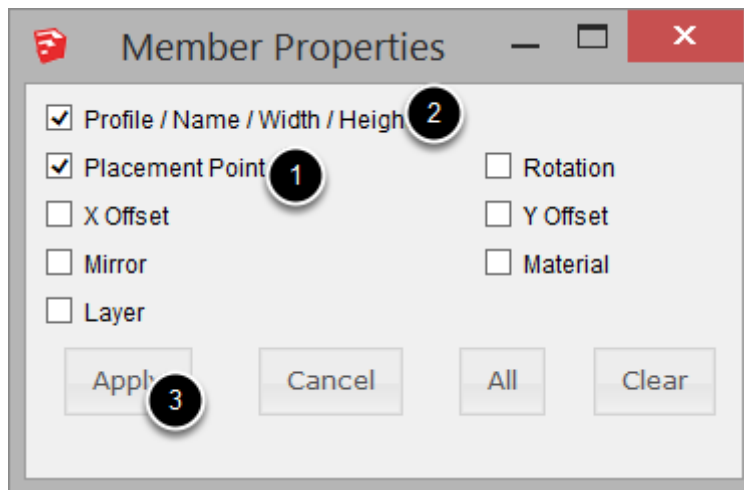 Member Properties
Profile / Name / Width / Heigh
2
Placement Point
1
Rotation
X Offset
Y Offset
Mirror
Material
Layer
Apply
3
Cancel
All
Clear